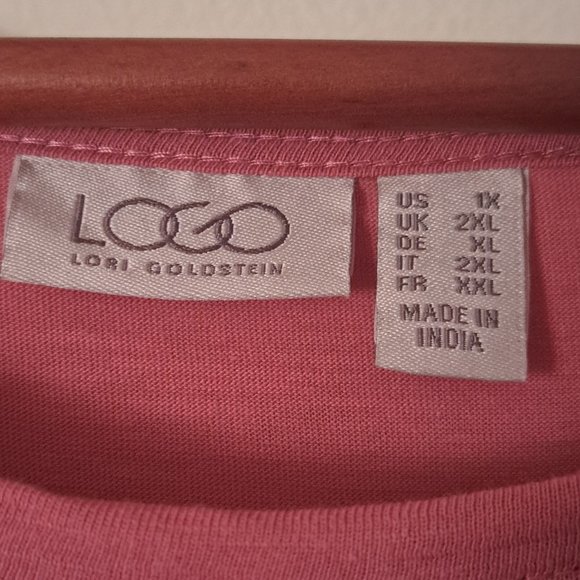 LOGO
LORI GOLDSTEIN
US 1X
UK 2XL
DE XL
IT 2XL
FR XXL
MADE IN
INDIA